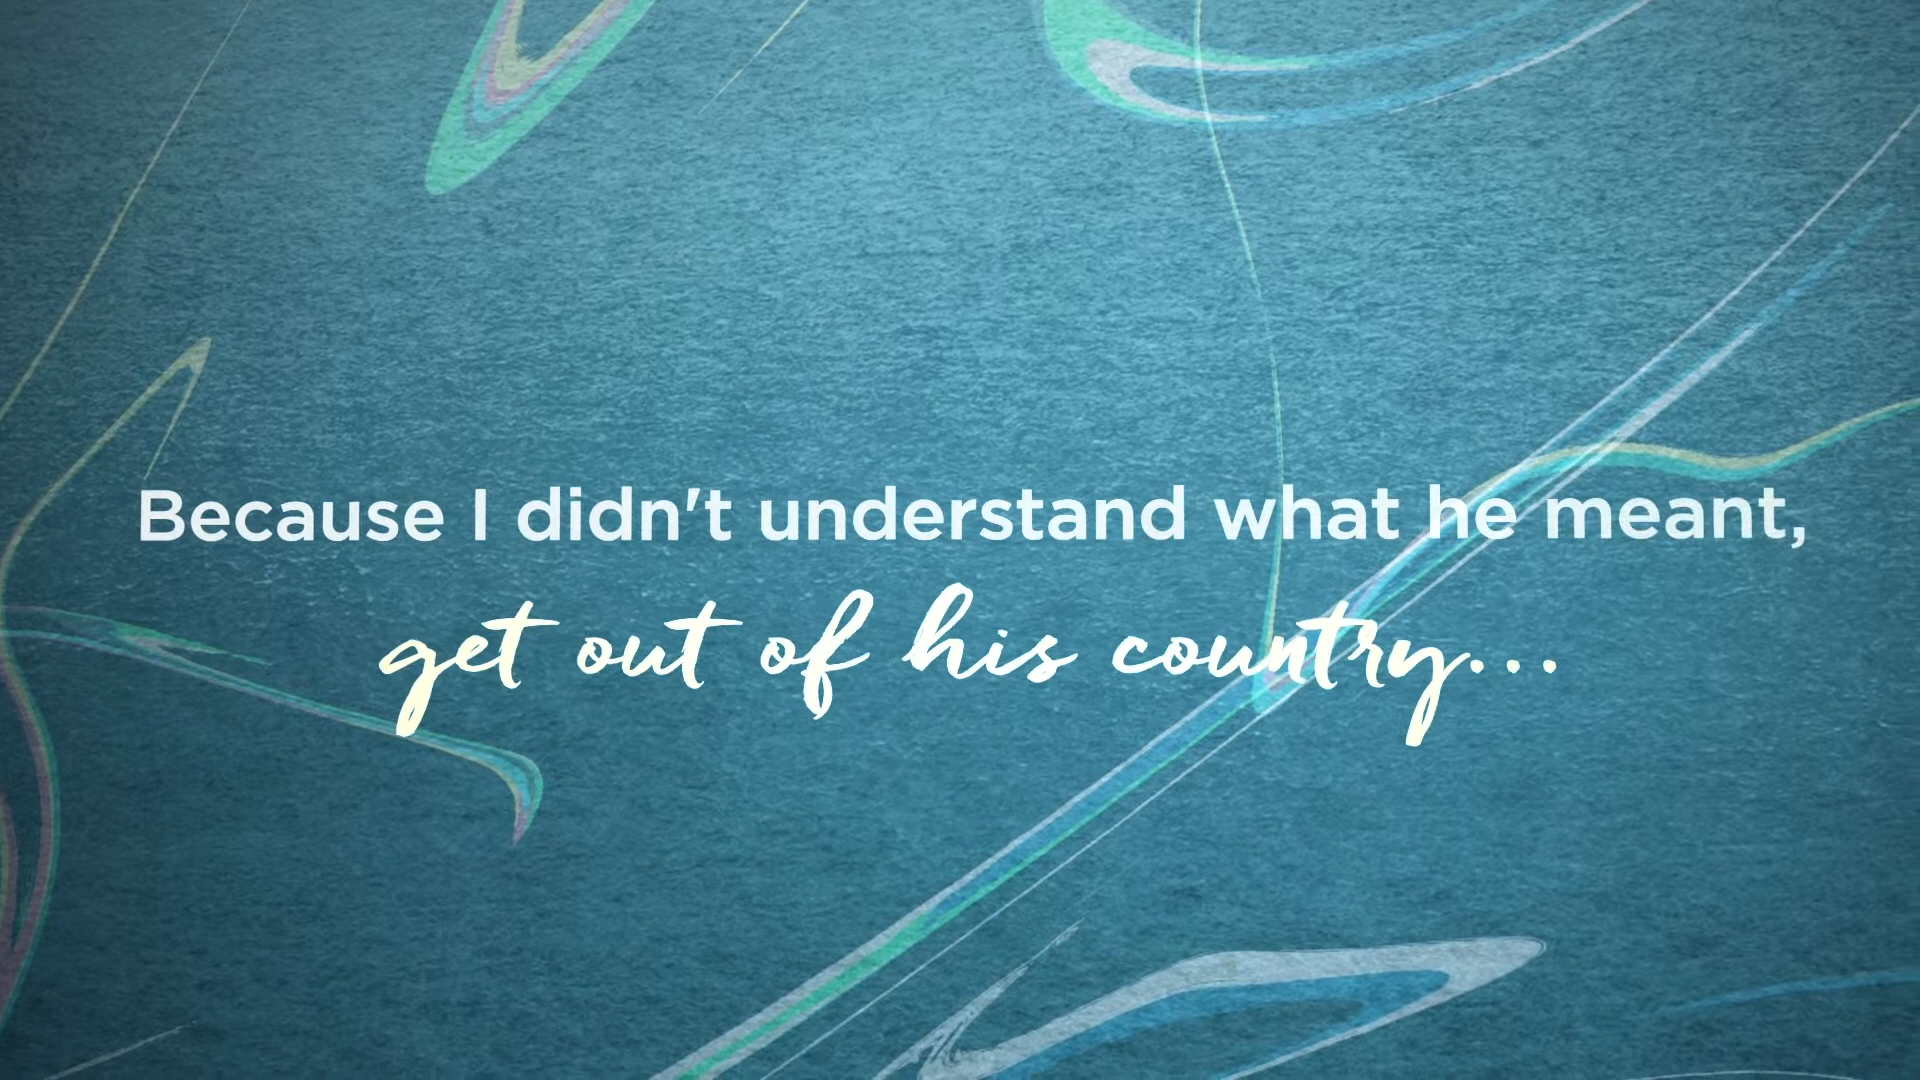 Because I didn't understand what he meant,
get out of his country...